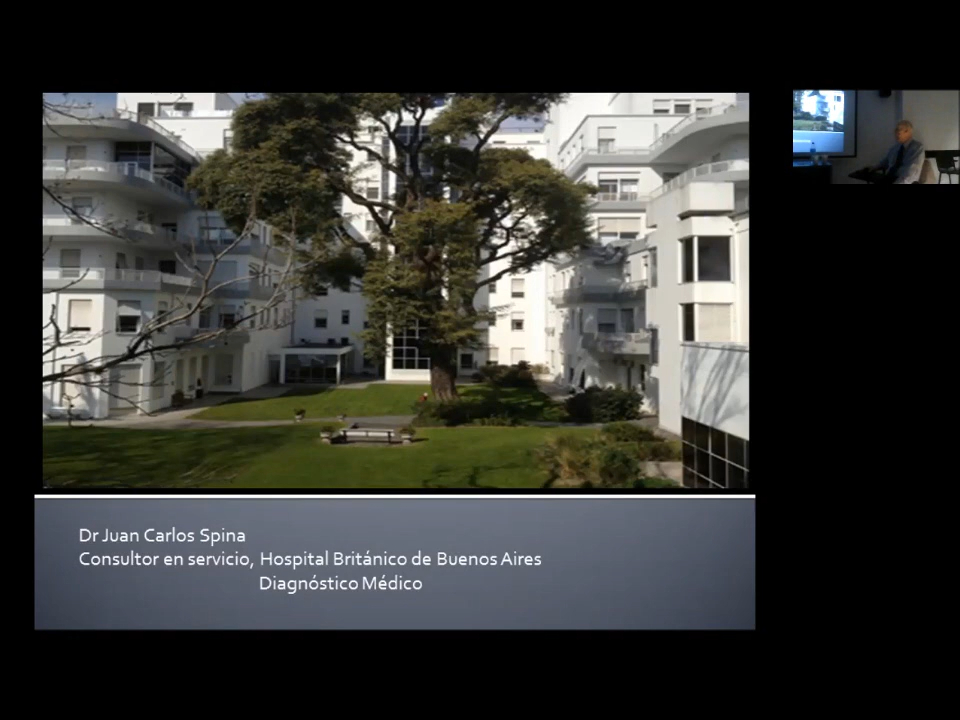 Dr Juan Carlos Spina
Consultor en servicio, Hospital Británico de Buenos Aires
Diagnóstico Médico